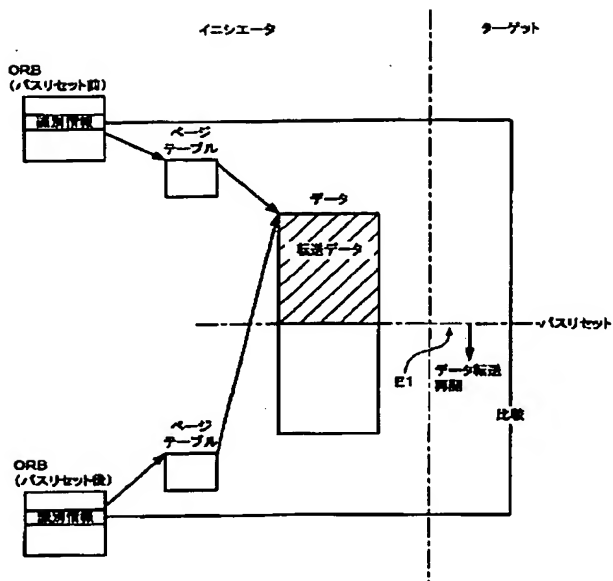 イニシエータ
ターゲット
ORB
(バスリセット前)
識別情報
ページ
テーブル
データ
転送データ
バスリセット
E1
データ転送
再開
比較
ページ
テーブル
ORB
(バスリセット後)
識別情報